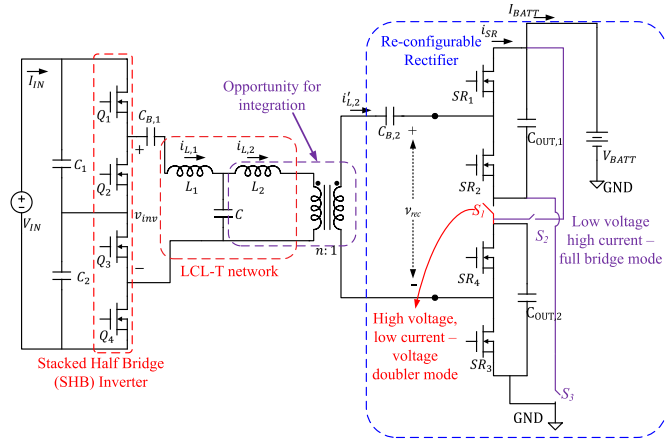 I_BATT
i_SR
Re-configurable
Rectifier
I_IN
Opportunity for
integration
Q_1
C_B,1
i_L,1
i_L,2
i'_L,2
C_B,2
SR_1
C_OUT,1
V_BATT
GND
+
C_1
Q_2
L_1
L_2
+
SR_2
V_IN
v_inv
C
v_rec
S_1
S_2
Low voltage
high current –
full bridge mode
n: 1
C_2
Q_3
–
LCL-T network
-
SR_4
C_OUT,2
High voltage,
low current –
voltage
doubler mode
Q_4
SR_3
Stacked Half Bridge
(SHB) Inverter
S_3
GND